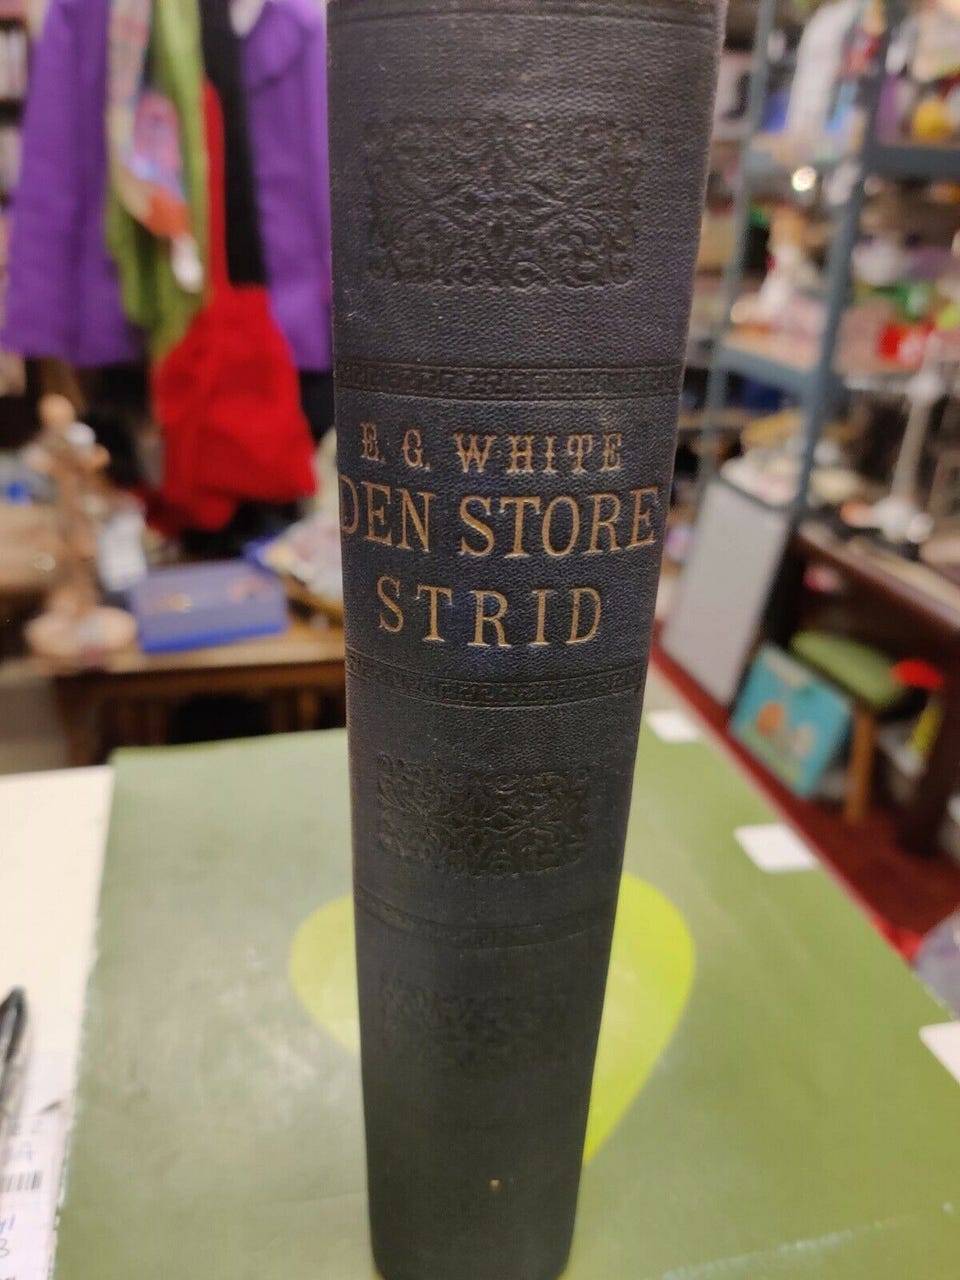 E. G. WHITE
DEN STORE
STRID